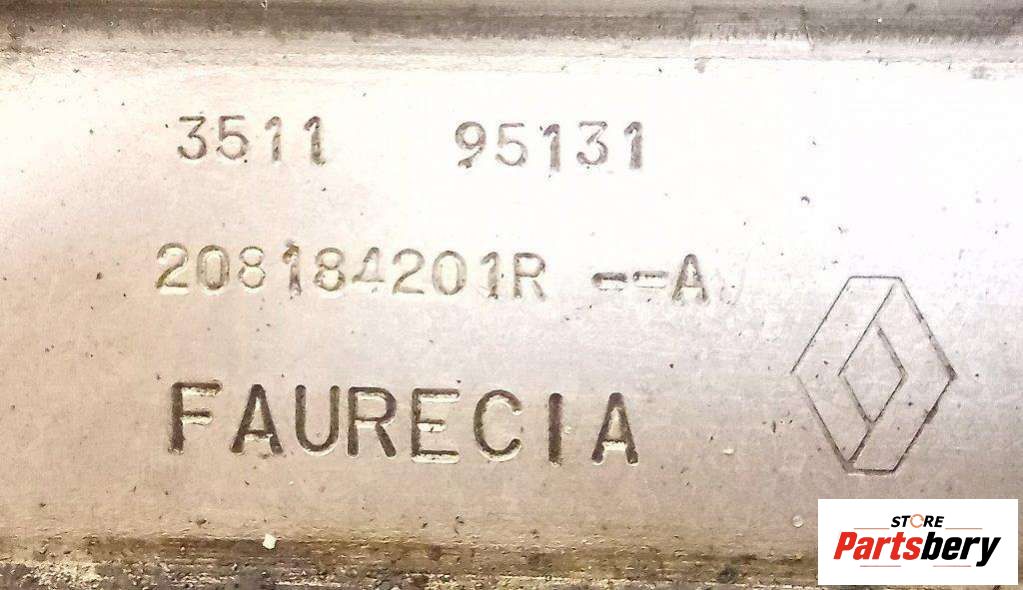 3511 95131
208184201R --A
FAURECIA
STORE
Partsbery